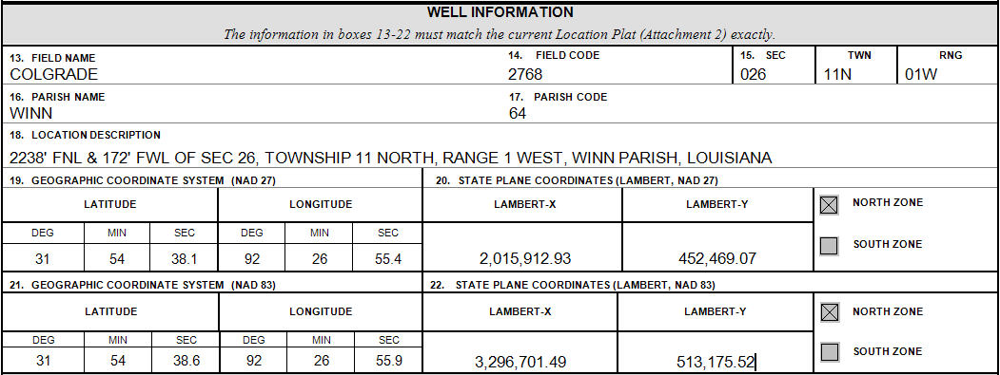 WELL INFORMATION
The information in boxes 13-22 must match the current Location Plat (Attachment 2) exactly.
13. FIELD NAME 14. FIELD CODE 15. SEC TWN RNG
COLGRADE 2768 026 11N 01W
16. PARISH NAME 17. PARISH CODE
WINN 64
18. LOCATION DESCRIPTION
2238' FNL & 172' FWL OF SEC 26, TOWNSHIP 11 NORTH, RANGE 1 WEST, WINN PARISH, LOUISIANA
19. GEOGRAPHIC COORDINATE SYSTEM (NAD 27) 20. STATE PLANE COORDINATES (LAMBERT, NAD 27)
LATITUDE LONGITUDE LAMBERT-X LAMBERT-Y NORTH ZONE
DEG MIN SEC DEG MIN SEC SOUTH ZONE
31 54 38.1 92 26 55.4 2,015,912.93 452,469.07
21. GEOGRAPHIC COORDINATE SYSTEM (NAD 83) 22. STATE PLANE COORDINATES (LAMBERT, NAD 83)
LATITUDE LONGITUDE LAMBERT-X LAMBERT-Y NORTH ZONE
DEG MIN SEC DEG MIN SEC SOUTH ZONE
31 54 38.6 92 26 55.9 3,296,701.49 513,175.52